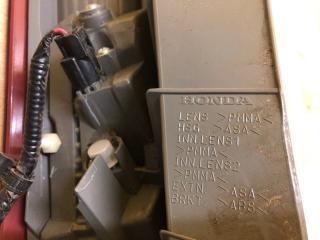 HONDA
LENS >PMMA<
HSG >ASA<
INN.LENS1
>PMMA<
INN.LENS2
>PMMA<
EXTN >ASA<
BRKT >ABS<